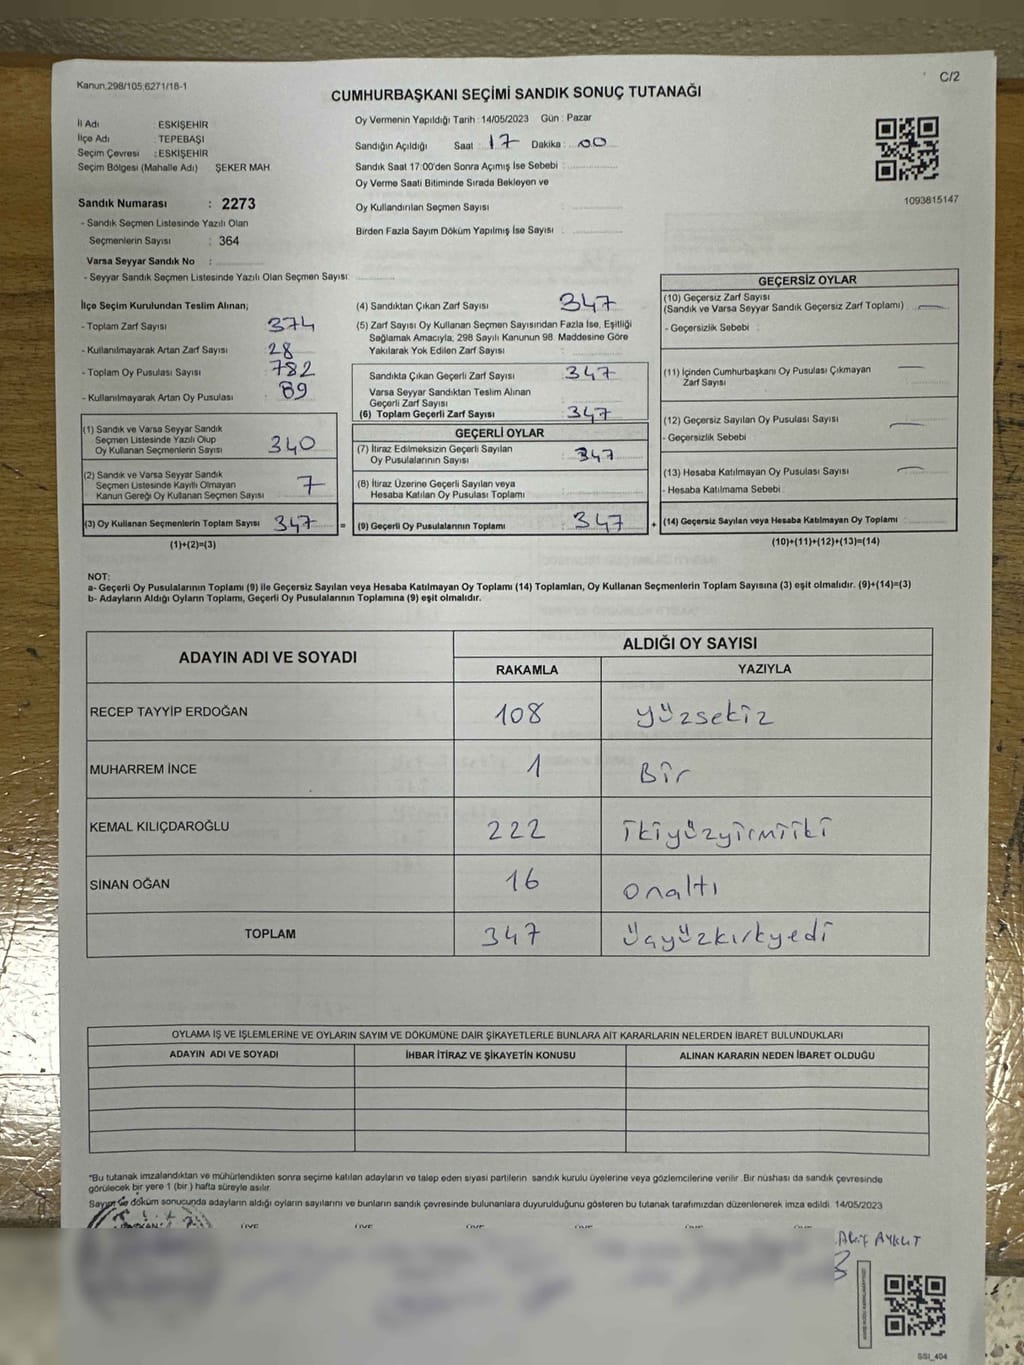 Kanun.298/105;6271/18-1
C/2
CUMHURBAŞKANI SEÇİMİ SANDIK SONUÇ TUTANAĞI
İl Adı : ESKİŞEHİR
İlçe Adı : TEPEBAŞI
Seçim Çevresi : ESKİŞEHİR
Seçim Bölgesi (Mahalle Adı) ŞEKER MAH
Sandık Numarası : 2273
- Sandık Seçmen Listesinde Yazılı Olan
Seçmenlerin Sayısı : 364
Varsa Seyyar Sandık No :
- Seyyar Sandık Seçmen Listesinde Yazılı Olan Seçmen Sayısı:
Oy Vermenin Yapıldığı Tarih :14/05/2023 Gün : Pazar
Sandığın Açıldığı Saat : 17 Dakika : 00
Sandık Saat 17:00'den Sonra Açımış İse Sebebi :
Oy Verme Saati Bitiminde Sırada Bekleyen ve
Oy Kullandırılan Seçmen Sayısı :
Birden Fazla Sayım Döküm Yapılmış İse Sayısı :
1093815147
İlçe Seçim Kurulundan Teslim Alınan;
- Toplam Zarf Sayısı : 374
- Kullanılmayarak Artan Zarf Sayısı : 28
- Toplam Oy Pusulası Sayısı : 782
- Kullanılmayarak Artan Oy Pusulası : 89
(1) Sandık ve Varsa Seyyar Sandık
Seçmen Listesinde Yazılı Olup
Oy Kullanan Seçmenlerin Sayısı : 340
(2) Sandık ve Varsa Seyyar Sandık
Seçmen Listesinde Kayıtlı Olmayan
Kanun Gereği Oy Kullanan Seçmen Sayısı : 7
(3) Oy Kullanan Seçmenlerin Toplam Sayısı : 347 =
(1)+(2)=(3)
(4) Sandıktan Çıkan Zarf Sayısı : 347
(5) Zarf Sayısı Oy Kullanan Seçmen Sayısından Fazla İse, Eşitliği
Sağlamak Amacıyla; 298 Sayılı Kanunun 98. Maddesine Göre
Yakılarak Yok Edilen Zarf Sayısı :
Sandıkta Çıkan Geçerli Zarf Sayısı : 347
Varsa Seyyar Sandıktan Teslim Alınan
Geçerli Zarf Sayısı :
(6) Toplam Geçerli Zarf Sayısı : 347
GEÇERLİ OYLAR
(7) İtiraz Edilmeksizin Geçerli Sayılan
Oy Pusulalarının Sayısı : 347
(8) İtiraz Üzerine Geçerli Sayılan veya
Hesaba Katılan Oy Pusulası Toplamı :
(9) Geçerli Oy Pusulalarının Toplamı : 347 +
GEÇERSİZ OYLAR
(10) Geçersiz Zarf Sayısı
(Sandık ve Varsa Seyyar Sandık Geçersiz Zarf Toplamı) : —
- Geçersizlik Sebebi :
(11) İçinden Cumhurbaşkanı Oy Pusulası Çıkmayan —
Zarf Sayısı :
(12) Geçersiz Sayılan Oy Pusulası Sayısı : —
- Geçersizlik Sebebi :
(13) Hesaba Katılmayan Oy Pusulası Sayısı : —
- Hesaba Katılmama Sebebi :
(14) Geçersiz Sayılan veya Hesaba Katılmayan Oy Toplamı :
(10)+(11)+(12)+(13)=(14)
NOT:
a- Geçerli Oy Pusulalarının Toplamı (9) ile Geçersiz Sayılan veya Hesaba Katılmayan Oy Toplamı (14) Toplamları, Oy Kullanan Seçmenlerin Toplam Sayısına (3) eşit olmalıdır. (9)+(14)=(3)
b- Adayların Aldığı Oyların Toplamı, Geçerli Oy Pusulalarının Toplamına (9) eşit olmalıdır.
ADAYIN ADI VE SOYADI ALDIĞI OY SAYISI
RAKAMLA YAZIYLA
RECEP TAYYİP ERDOĞAN 108 yüzsekiz
MUHARREM İNCE 1 Bir
KEMAL KILIÇDAROĞLU 222 ikiyüzyirmiiki
SİNAN OĞAN 16 onaltı
TOPLAM 347 üçyüzkırkyedi
OYLAMA İŞ VE İŞLEMLERİNE VE OYLARIN SAYIM VE DÖKÜMÜNE DAİR ŞİKAYETLERLE BUNLARA AİT KARARLARIN NELERDEN İBARET BULUNDUKLARI
ADAYIN ADI VE SOYADI İHBAR İTİRAZ VE ŞİKAYETİN KONUSU ALINAN KARARIN NEDEN İBARET OLDUĞU
*Bu tutanak imzalandıktan ve mühürlendikten sonra seçime katılan adayların ve talep eden siyasi partilerin sandık kurulu üyelerine veya gözlemcilerine verilir. Bir nüshası da sandık çevresinde
görülecek bir yere 1 (bir ) hafta süreyle asılır.
Sayım ve döküm sonucunda adayların aldığı oyların sayılarını ve bunların sandık çevresinde bulunanlara duyurulduğunu gösteren bu tutanak tarafımızdan düzenlenerek imza edildi. 14/05/2023
AKİF AYKUT
SSI_404